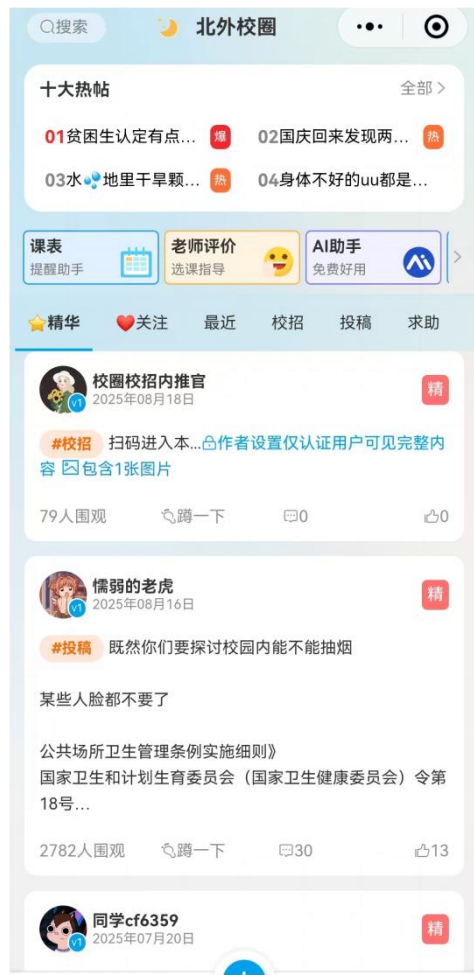 搜索
北外校圈
十大热帖
全部 >
01贫困生认定有点... 爆
02国庆回来发现两... 热
03水💦地里干旱颗... 热
04身体不好的uu都是...
课表
提醒助手
老师评价
选课指导
AI助手
免费好用
⭐精华
❤️关注
最近
校招
投稿
求助
校圈校招内推官
V1
2025年08月18日
精
#校招 扫码进入本...作者设置仅认证用户可见完整内
容 包含1张图片
79人围观
蹲一下
0
0
懦弱的老虎
V1
2025年08月16日
精
#投稿 既然你们要探讨校园内能不能抽烟
某些人脸都不要了
公共场所卫生管理条例实施细则》
国家卫生和计划生育委员会（国家卫生健康委员会）令第
18号...
2782人围观
蹲一下
30
13
同学cf6359
V1
2025年07月20日
精